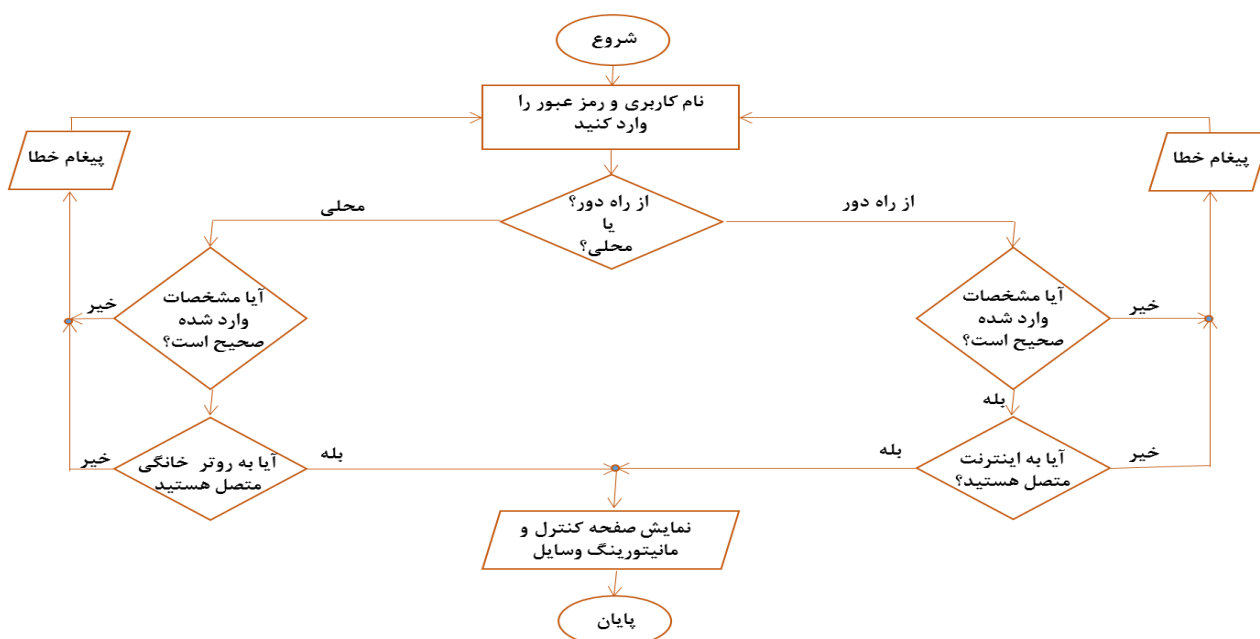 شروع
نام کاربری و رمز عبور را
وارد کنید
پیغام خطا
پیغام خطا
از راه دور؟
یا
محلی؟
از راه دور
محلی
آیا مشخصات
وارد شده
صحیح است؟
خیر
آیا مشخصات
وارد شده
صحیح است؟
خیر
بله
آیا به اینترنت
متصل هستید؟
خیر
بله
آیا به روتر خانگی
متصل هستید
خیر
بله
نمایش صفحه کنترل و
مانیتورینگ وسایل
پایان